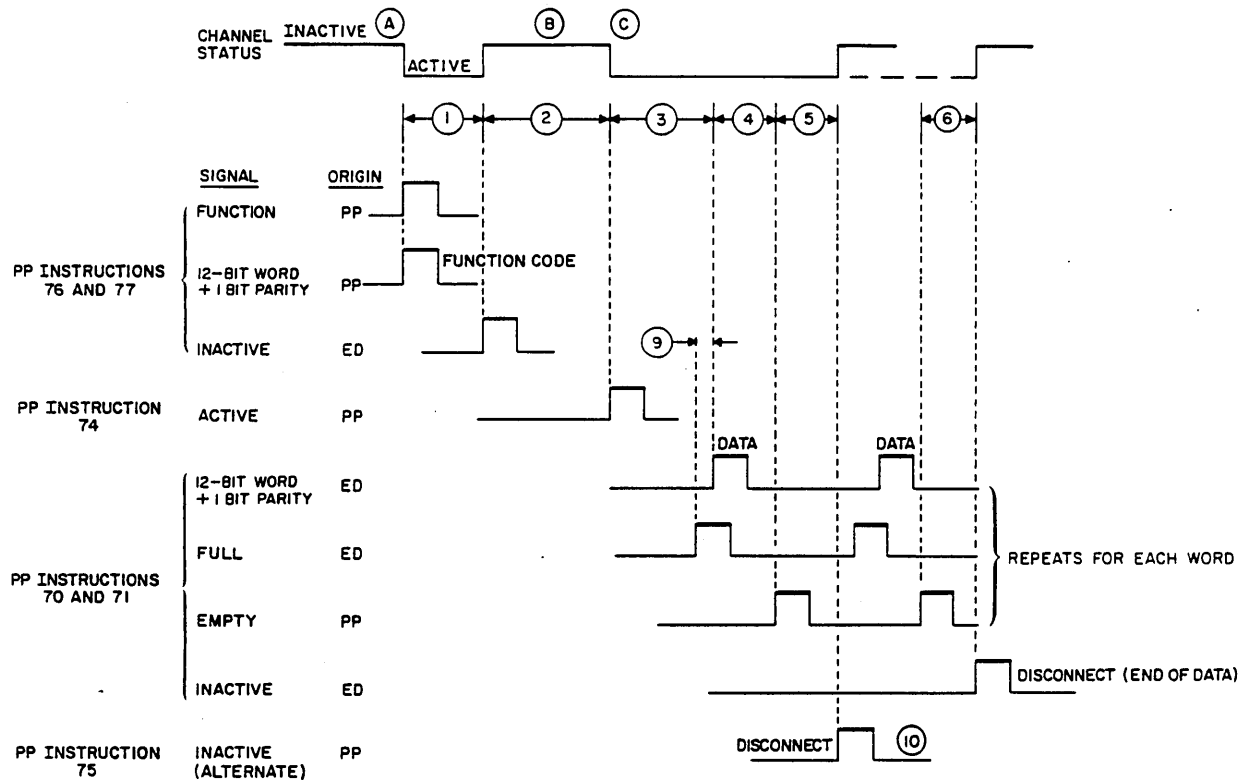 CHANNEL STATUS
INACTIVE
A
B
C
ACTIVE
1
2
3
4
5
6
SIGNAL
ORIGIN
PP INSTRUCTIONS
76 AND 77
FUNCTION
PP
12-BIT WORD
+ 1 BIT PARITY
PP
FUNCTION CODE
INACTIVE
ED
9
PP INSTRUCTION
74
ACTIVE
PP
DATA
DATA
PP INSTRUCTIONS
70 AND 71
12-BIT WORD
+ 1 BIT PARITY
ED
FULL
ED
REPEATS FOR EACH WORD
EMPTY
PP
INACTIVE
ED
DISCONNECT (END OF DATA)
PP INSTRUCTION
75
INACTIVE
(ALTERNATE)
PP
DISCONNECT
10